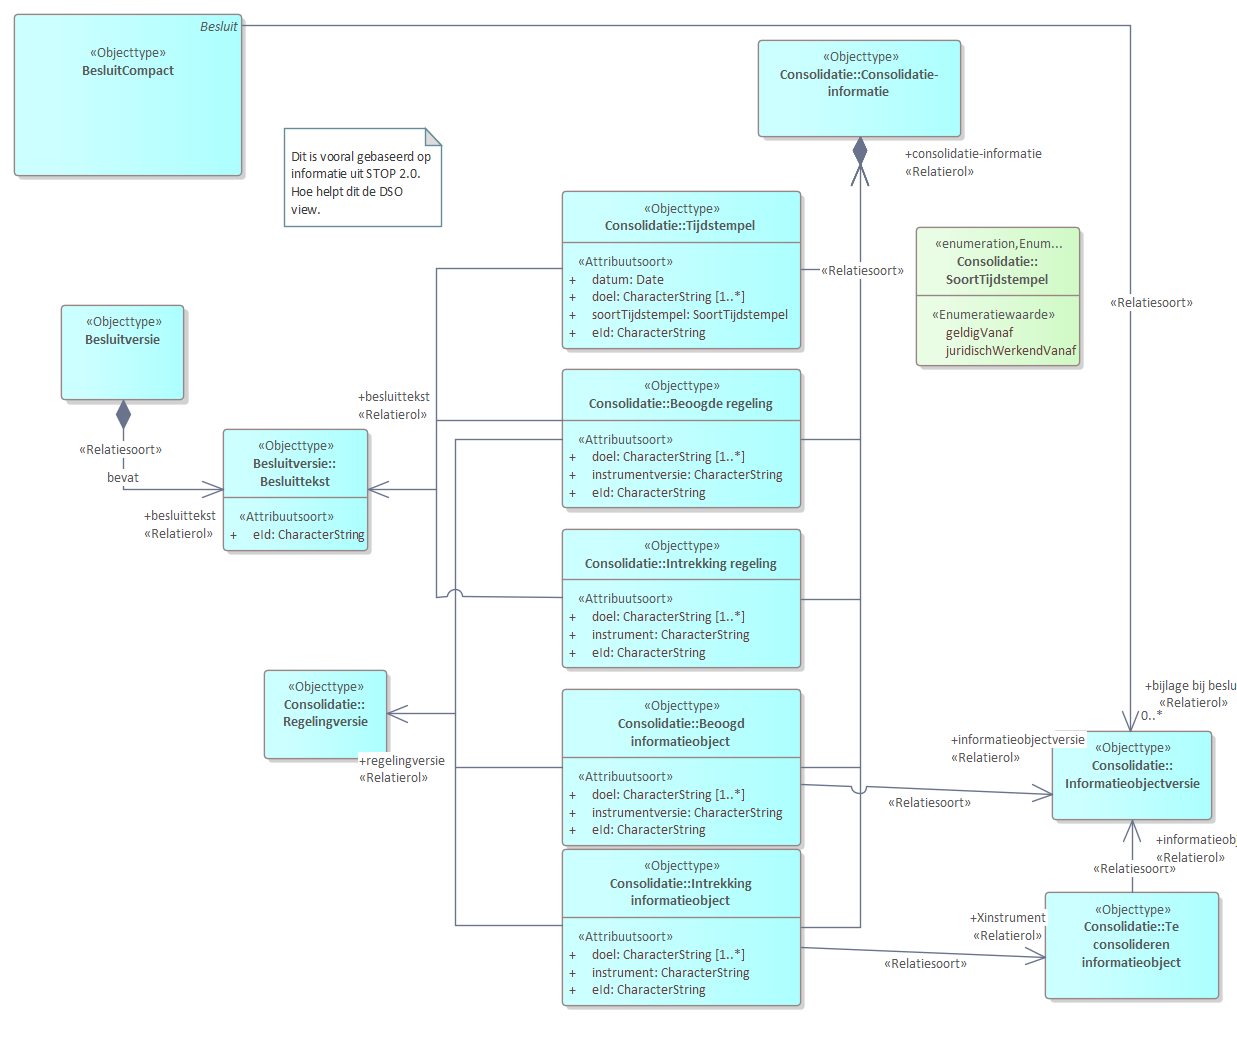 Besluit
«Objecttype»
BesluitCompact
Dit is vooral gebaseerd op
informatie uit STOP 2.0.
Hoe helpt dit de DSO
view.
«Objecttype»
Consolidatie::Consolidatie-
informatie
+consolidatie-informatie
«Relatierol»
«Objecttype»
Consolidatie::Tijdstempel
«Attribuutsoort»
+ datum: Date
+ doel: CharacterString [1..*]
+ soortTijdstempel: SoortTijdstempel
+ eId: CharacterString
«Relatiesoort»
«enumeration,Enum...
Consolidatie::
SoortTijdstempel
«Enumeratiewaarde»
geldigVanaf
juridischWerkendVanaf
«Relatiesoort»
«Objecttype»
Besluitversie
«Relatiesoort»
bevat
+besluittekst
«Relatierol»
«Objecttype»
Besluitversie::
Besluittekst
«Attribuutsoort»
+ eId: CharacterString
+besluittekst
«Relatierol»
«Objecttype»
Consolidatie::Beoogde regeling
«Attribuutsoort»
+ doel: CharacterString [1..*]
+ instrumentversie: CharacterString
+ eId: CharacterString
«Objecttype»
Consolidatie::Intrekking regeling
«Attribuutsoort»
+ doel: CharacterString [1..*]
+ instrument: CharacterString
+ eId: CharacterString
«Objecttype»
Consolidatie::
Regelingversie
+regelingversie
«Relatierol»
«Objecttype»
Consolidatie::Beoogd
informatieobject
«Attribuutsoort»
+ doel: CharacterString [1..*]
+ instrumentversie: CharacterString
+ eId: CharacterString
«Objecttype»
Consolidatie::Intrekking
informatieobject
«Attribuutsoort»
+ doel: CharacterString [1..*]
+ instrument: CharacterString
+ eId: CharacterString
+bijlage bij beslu
«Relatierol»
0..*
+informatieobjectversie
«Relatierol»
«Objecttype»
Consolidatie::
Informatieobjectversie
«Relatiesoort»
+informatieobj
«Relatierol»
«Relatiesoort»
+Xinstrument
«Relatierol»
«Relatiesoort»
«Objecttype»
Consolidatie::Te
consolideren
informatieobject